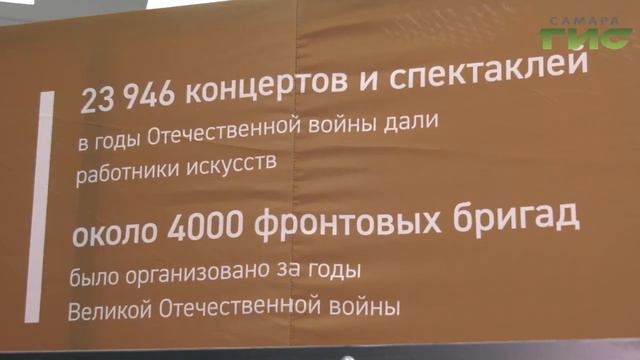 САМАРА
ГИС
23 946 концертов и спектаклей
в годы Отечественной войны дали
работники искусств
около 4000 фронтовых бригад
было организовано за годы
Великой Отечественной войны